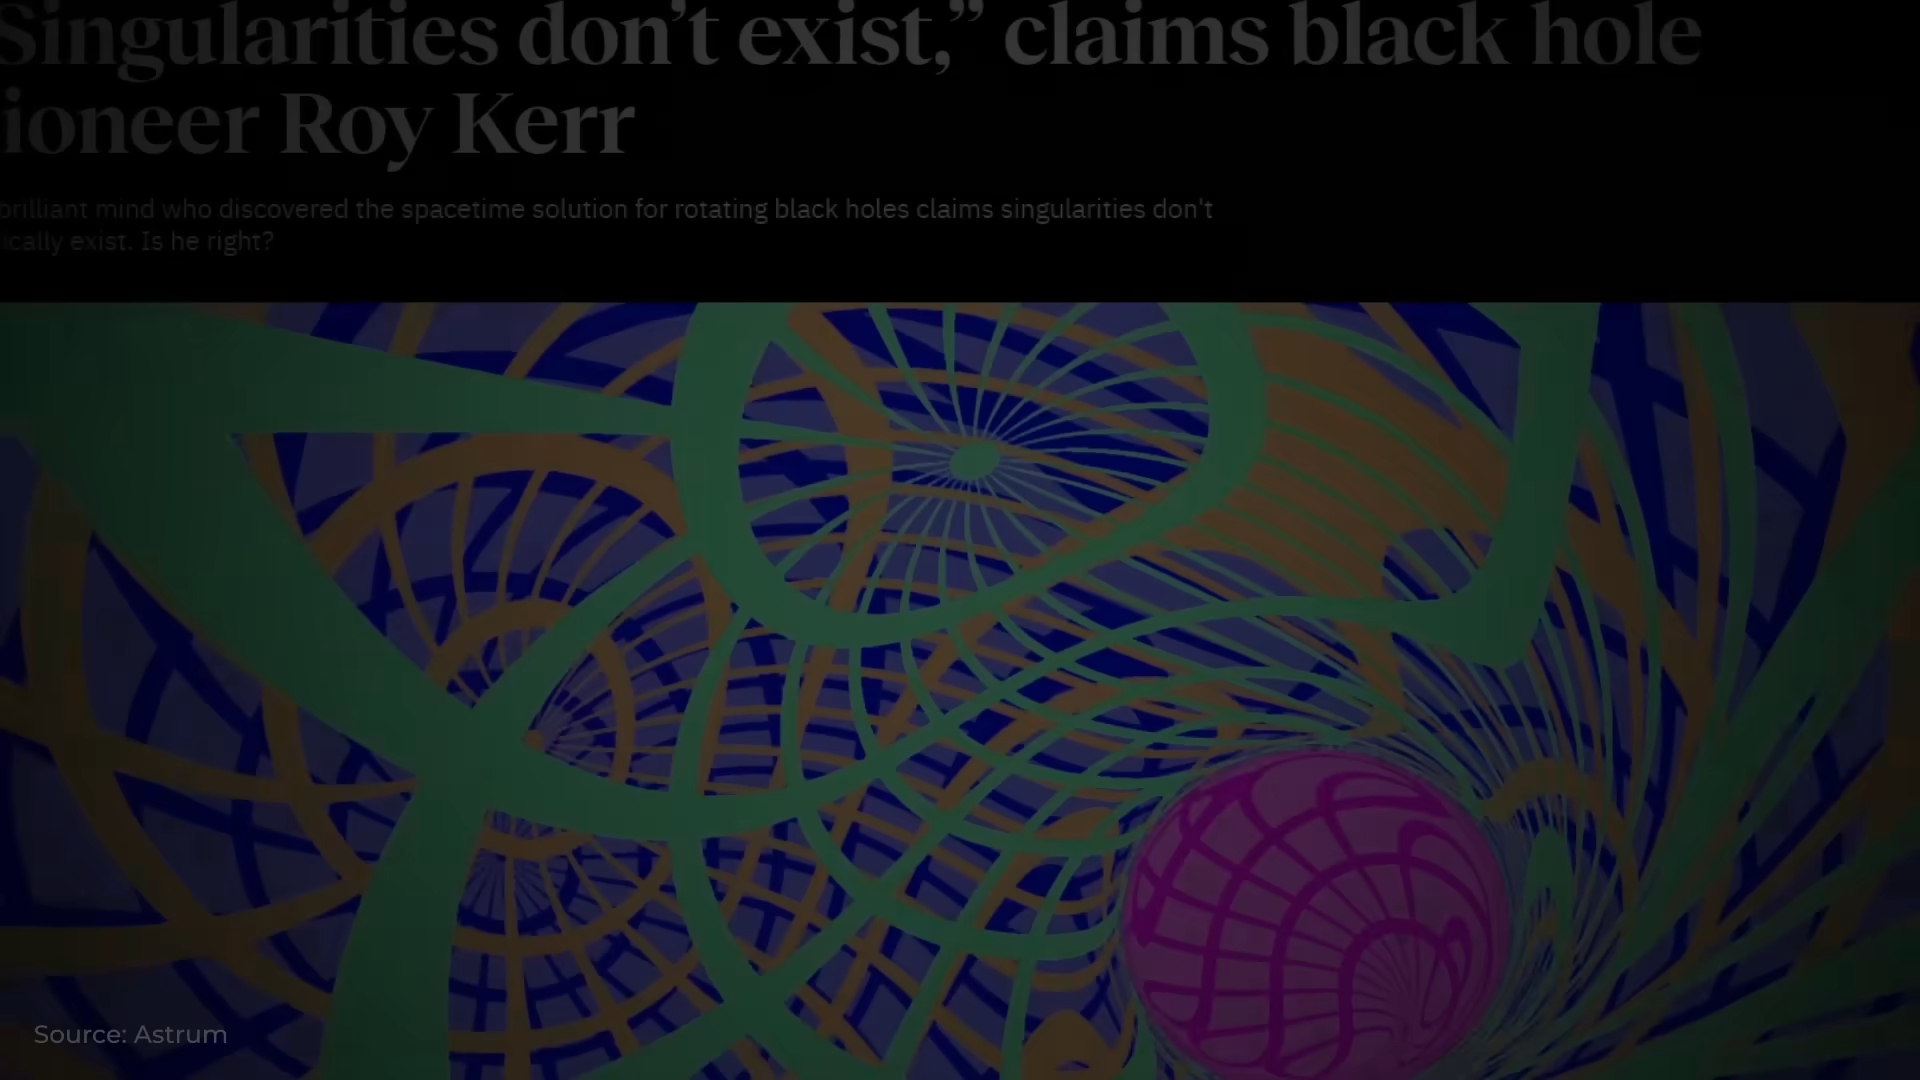 Singularities don’t exist,” claims black hole
ioneer Roy Kerr
brilliant mind who discovered the spacetime solution for rotating black holes claims singularities don't
ically exist. Is he right?
Source: Astrum